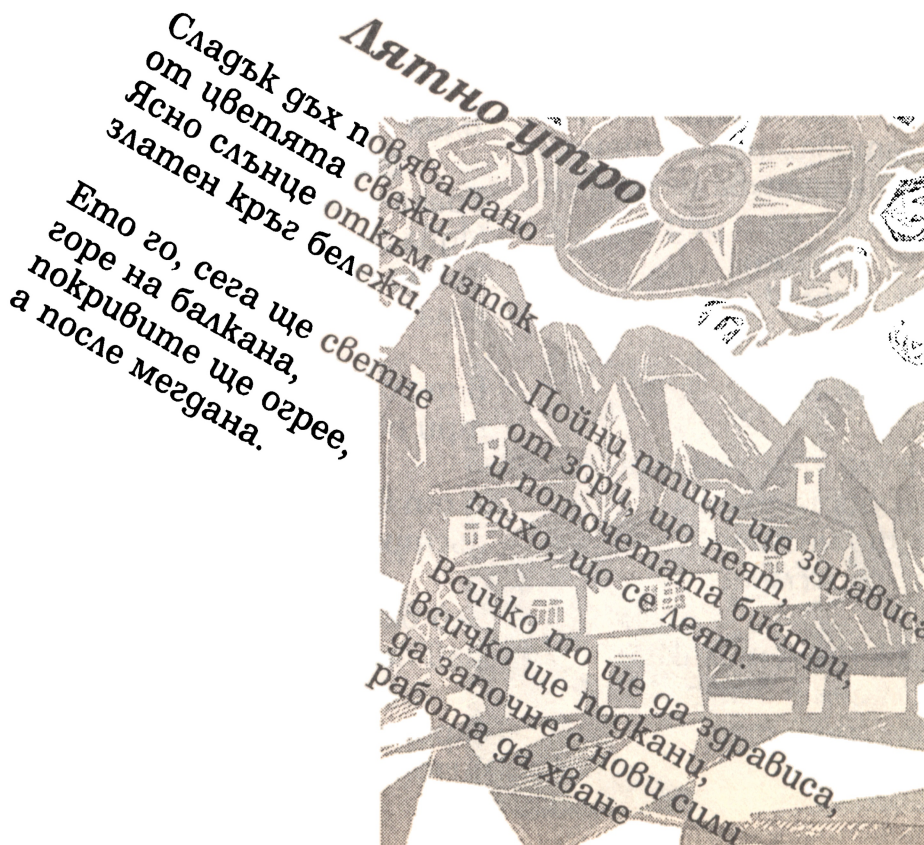 Лятно утро
Сладък дъх повява рано
от цветята свежи.
Ясно слънце откъм изток
златен кръг бележи.
Ето го, сега ще светне
горе на балкана,
покривите ще огрее,
а после мегдана.
Пойни птици ще здрависа
от зори, що пеят,
и поточетата бистри,
тихо, що се леят.
Всичко то ще да здрависа,
всичко ще подкани,
да започне с нови сили
работа да хване